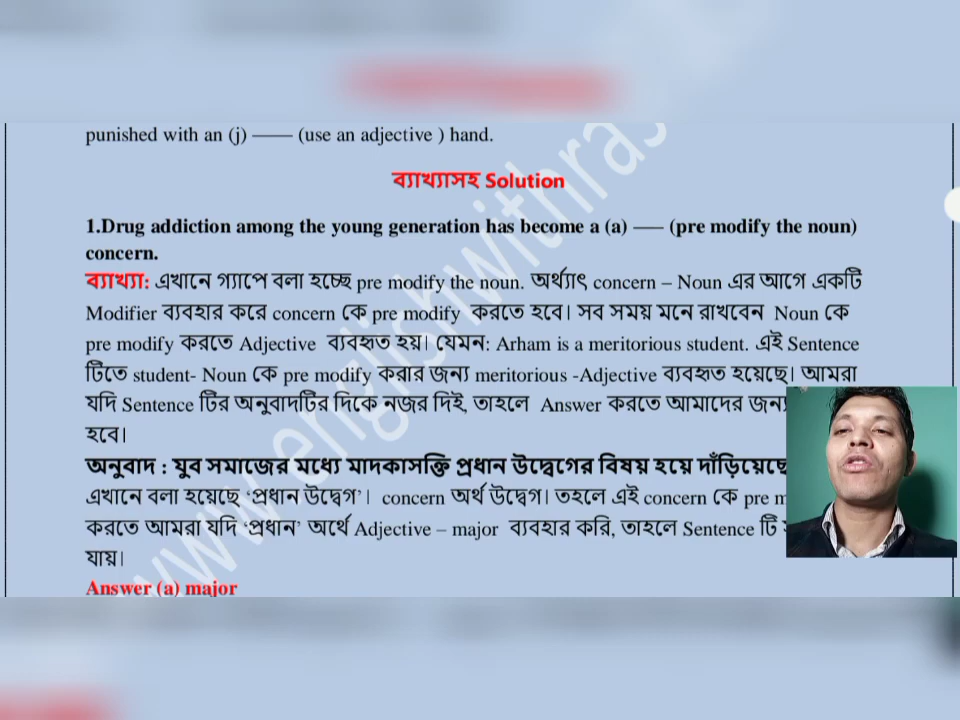 punished with an (j) —— (use an adjective ) hand.
ব্যাখ্যাসহ Solution
1.Drug addiction among the young generation has become a (a) —— (pre modify the noun)
concern.
ব্যাখ্যা: এখানে গ্যাপে বলা হচ্ছে pre modify the noun. অর্থ্যাৎ concern – Noun এর আগে একটি
Modifier ব্যবহার করে concern কে pre modify করতে হবে। সব সময় মনে রাখবেন Noun কে
pre modify করতে Adjective ব্যবহৃত হয়। যেমন: Arham is a meritorious student. এই Sentence
টিতে student- Noun কে pre modify করার জন্য meritorious -Adjective ব্যবহৃত হয়েছে। আমরা
যদি Sentence টির অনুবাদটির দিকে নজর দিই, তাহলে Answer করতে আমাদের জন্য
হবে।
অনুবাদ : যুব সমাজের মধ্যে মাদকাসক্তি প্রধান উদ্বেগের বিষয় হয়ে দাঁড়িয়েছে
এখানে বলা হয়েছে ‘প্রধান উদ্বেগ’। concern অর্থ উদ্বেগ। তহলে এই concern কে pre m
করতে আমরা যদি ‘প্রধান’ অর্থে Adjective – major ব্যবহার করি, তাহলে Sentence টি
যায়।
Answer (a) major
www.englishwithras